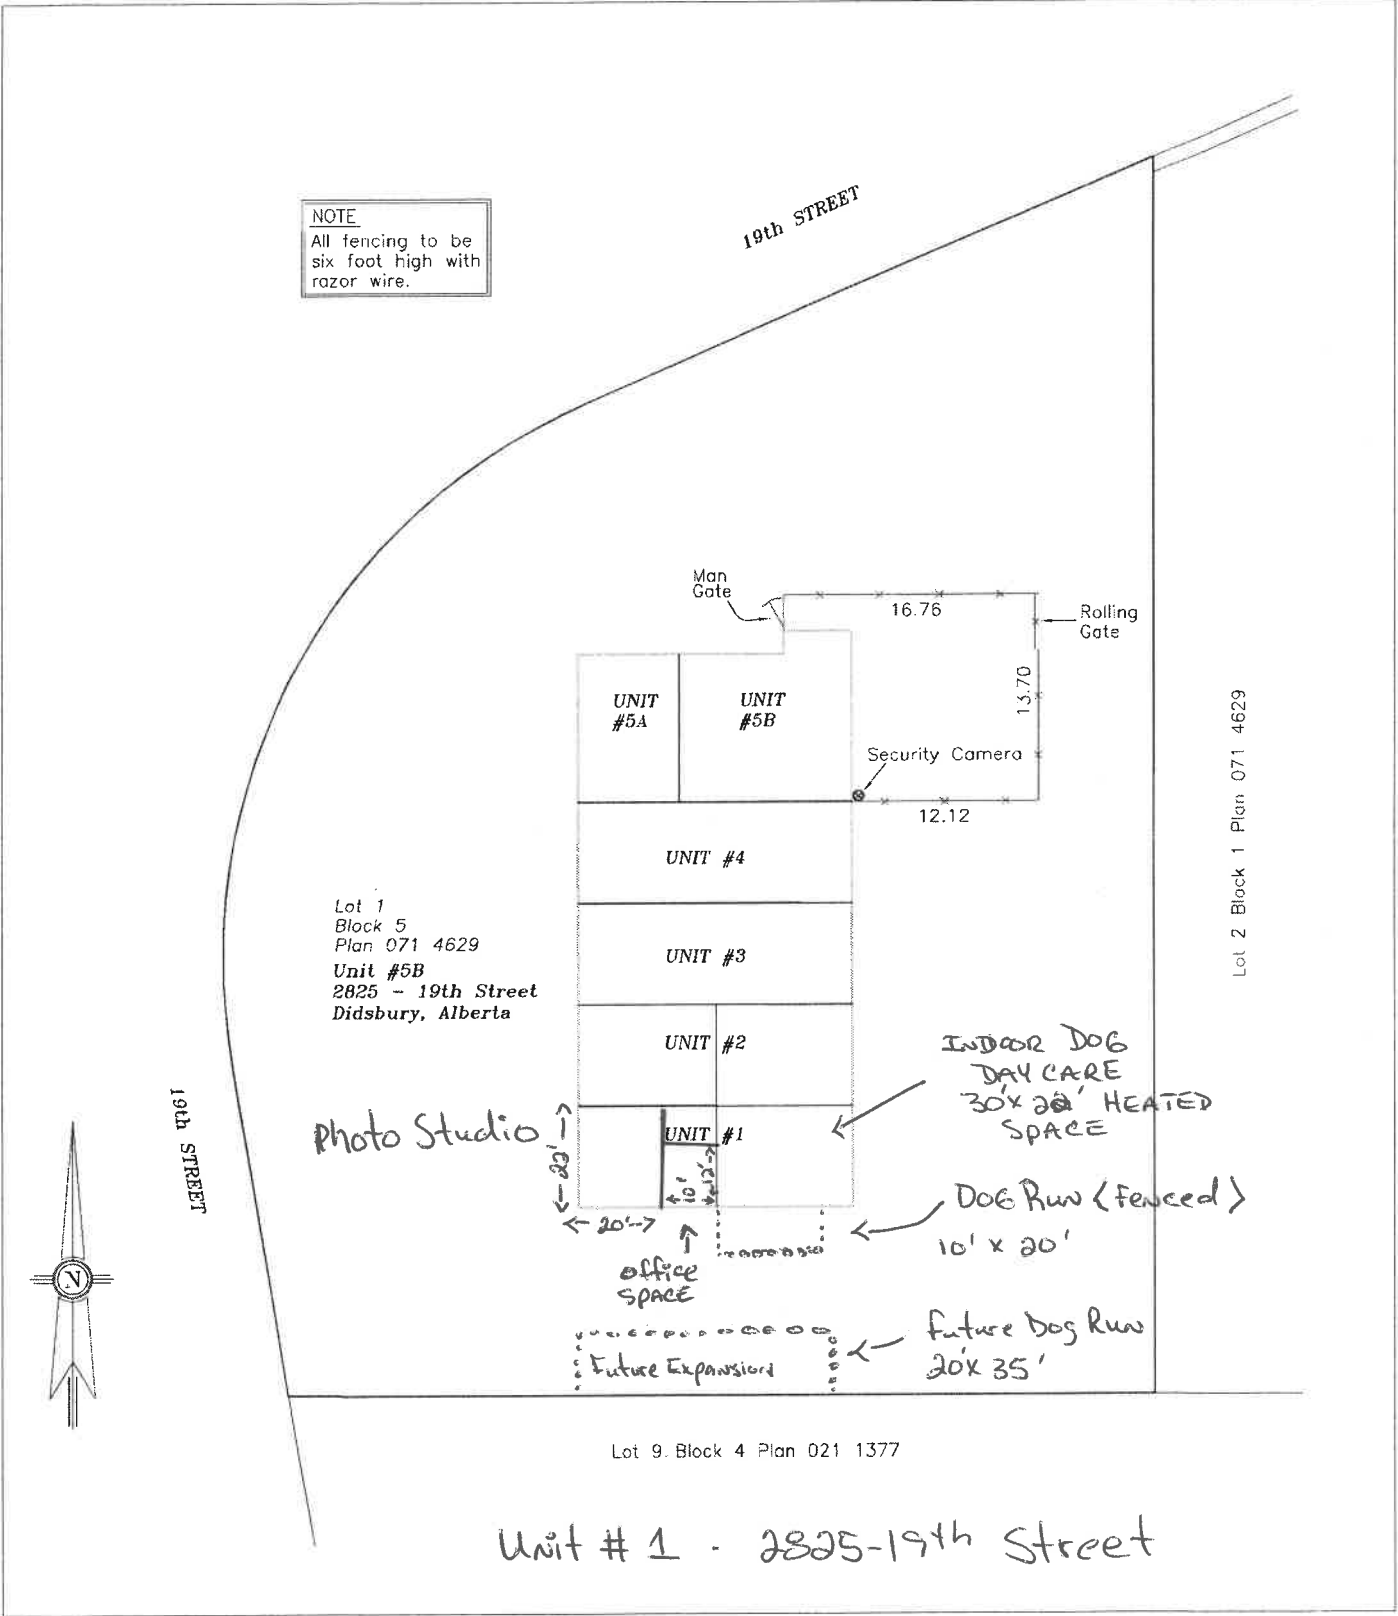 19th STREET
NOTE
All fencing to be
six foot high with
razor wire.
Man
Gate
16.76
Rolling
Gate
13.70
UNIT
#5A
UNIT
#5B
Security Camera
12.12
Lot 2 Block 1 Plan 071 4629
UNIT #4
Lot 1
Block 5
Plan 071 4629
Unit #5B
2825 - 19th Street
Didsbury, Alberta
UNIT #3
UNIT #2
INDOOR DOG
DAY CARE
30'x 22' HEATED
SPACE
19th STREET
Photo Studio
22'
UNIT #1
10'
12'
20'
Office
SPACE
DOG RUN (Fenced)
10' x 20'
N
Future Expansion
Future Dog Run
20'x 35'
Lot 9. Block 4 Plan 021 1377
Unit # 1 - 2825-19th Street